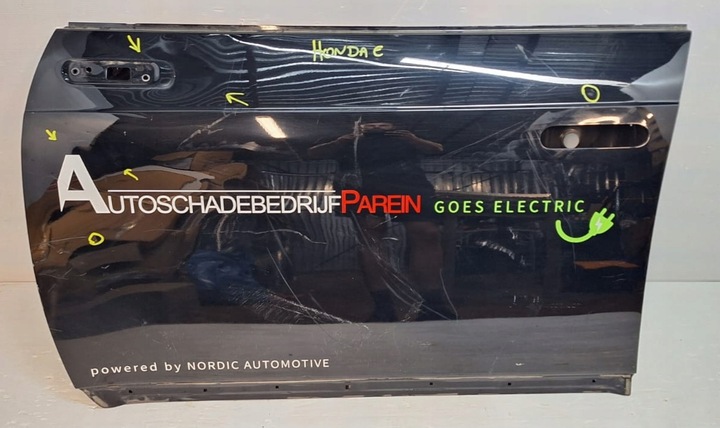 HONDA e
AUTOSCHADEBEDRIJFPAREIN GOES ELECTRIC
powered by NORDIC AUTOMOTIVE